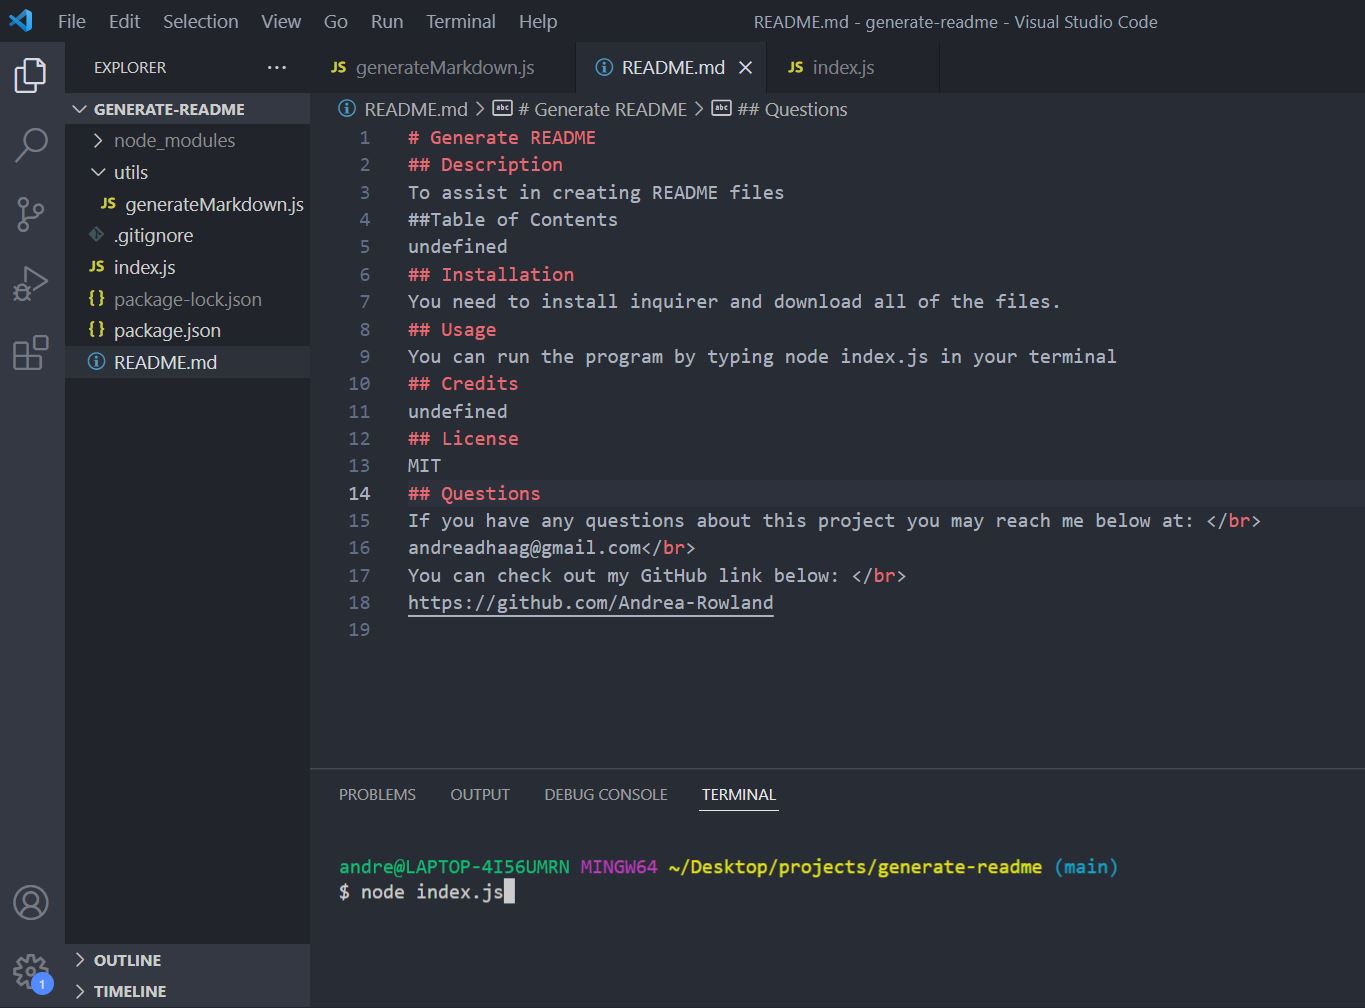 File Edit Selection View Go Run Terminal Help README.md - generate-readme - Visual Studio Code
EXPLORER ...
GENERATE-README
node_modules
utils
JS generateMarkdown.js
.gitignore
JS index.js
{} package-lock.json
{} package.json
README.md
OUTLINE
TIMELINE
1
JS generateMarkdown.js README.md JS index.js
README.md > abc # Generate README > abc ## Questions
1 # Generate README
2 ## Description
3 To assist in creating README files
4 ##Table of Contents
5 undefined
6 ## Installation
7 You need to install inquirer and download all of the files.
8 ## Usage
9 You can run the program by typing node index.js in your terminal
10 ## Credits
11 undefined
12 ## License
13 MIT
14 ## Questions
15 If you have any questions about this project you may reach me below at: </br>
16 andreadhaag@gmail.com</br>
17 You can check out my GitHub link below: </br>
18 https://github.com/Andrea-Rowland
19
PROBLEMS OUTPUT DEBUG CONSOLE TERMINAL
andre@LAPTOP-4I56UMRN MINGW64 ~/Desktop/projects/generate-readme (main)
$ node index.js